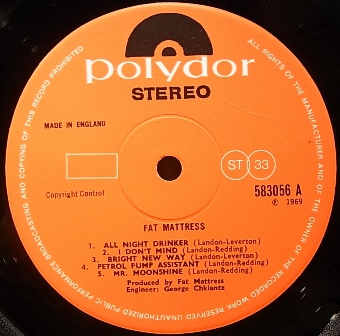 polydor
STEREO
MADE IN ENGLAND
ST 33
Copyright Control
583056 A
℗ 1969
FAT MATTRESS
1. ALL NIGHT DRINKER (Landon-Leverton)
2. I DON'T MIND (Landon-Redding)
3. BRIGHT NEW WAY (Landon-Redding)
4. PETROL PUMP ASSISTANT (Landon-Redding)
5. MR. MOONSHINE (Landon-Redding)
Produced by Fat Mattress
Engineer: George Chkiantz
ALL RIGHTS OF THE MANUFACTURER AND OF THE OWNER OF THE RECORDED WORK RESERVED. UNAUTHORIZED PUBLIC PERFORMANCE BROADCASTING AND COPYING OF THIS RECORD PROHIBITED